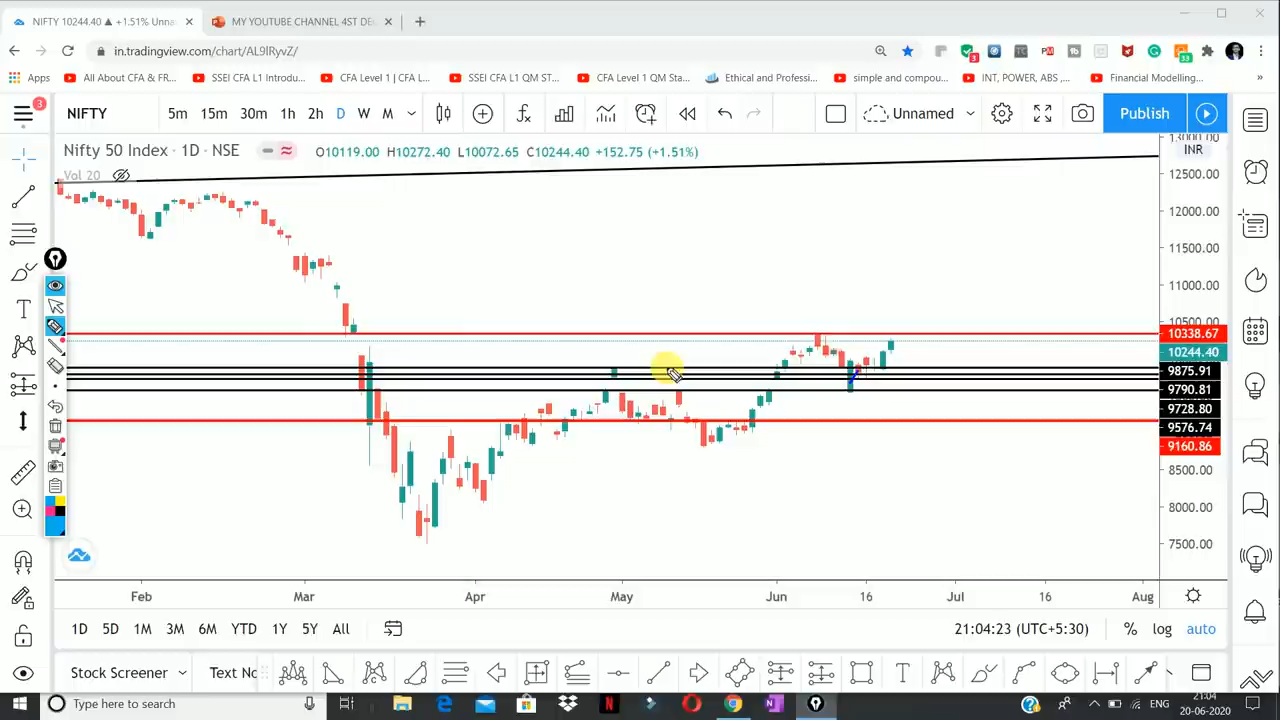 NIFTY 10244.40 ▲ +1.51% Unna
MY YOUTUBE CHANNEL 4ST DE
in.tradingview.com/chart/AL9lRyvZ/
Apps
All About CFA & FR...
SSEI CFA L1 Introdu...
CFA Level 1 | CFA L...
SSEI CFA L1 QM ST...
CFA Level 1 QM Sta...
Ethical and Professi...
simple and compou...
INT, POWER, ABS ,...
Financial Modelling...
»
3
33
3
NIFTY
5m 15m 30m 1h 2h D W M
Unnamed
Publish
Nifty 50 Index · 1D · NSE
O10119.00 H10272.40 L10072.65 C10244.40 +152.75 (+1.51%)
Vol 20
13000.00
INR
12500.00
12000.00
11500.00
11000.00
10500.00
10338.67
10244.40
9875.91
9790.81
9728.80
9576.74
9160.86
8500.00
8000.00
7500.00
Feb Mar Apr May Jun 16 Jul 16 Aug
1D 5D 1M 3M 6M YTD 1Y 5Y All
21:04:23 (UTC+5:30)
% log auto
Stock Screener
Text No
Type here to search
ENG
21:04
20-06-2020